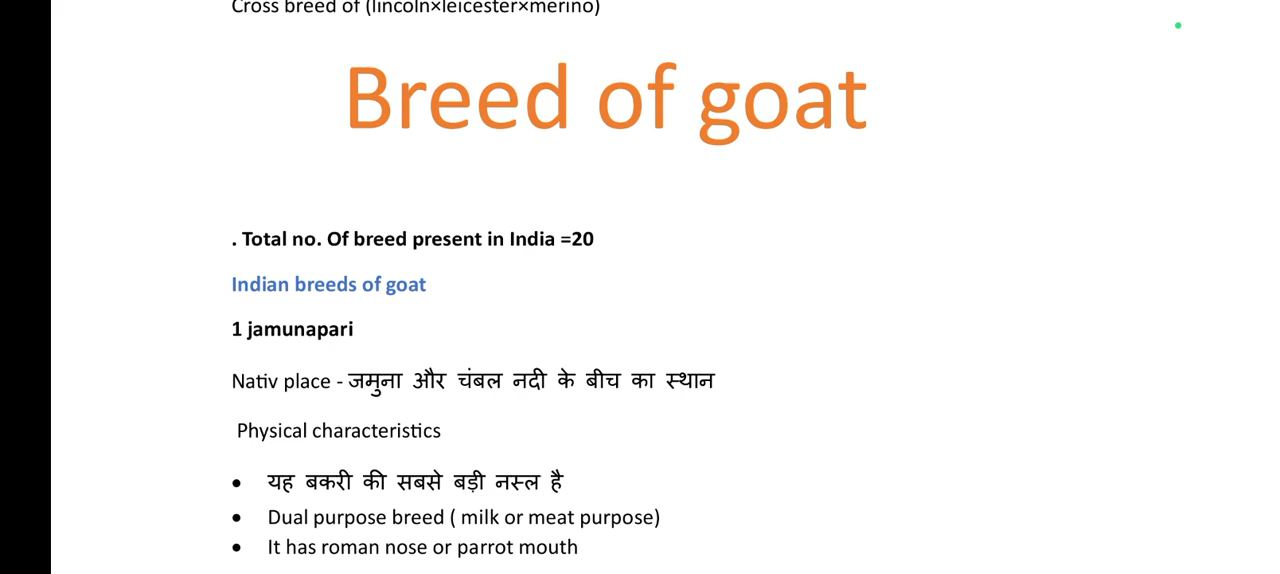 Cross breed of (lincoln×leicester×merino)
Breed of goat
. Total no. Of breed present in India =20
Indian breeds of goat
1 jamunapari
Nativ place - जमुना और चंबल नदी के बीच का स्थान
Physical characteristics
• यह बकरी की सबसे बड़ी नस्ल है
• Dual purpose breed ( milk or meat purpose)
• It has roman nose or parrot mouth